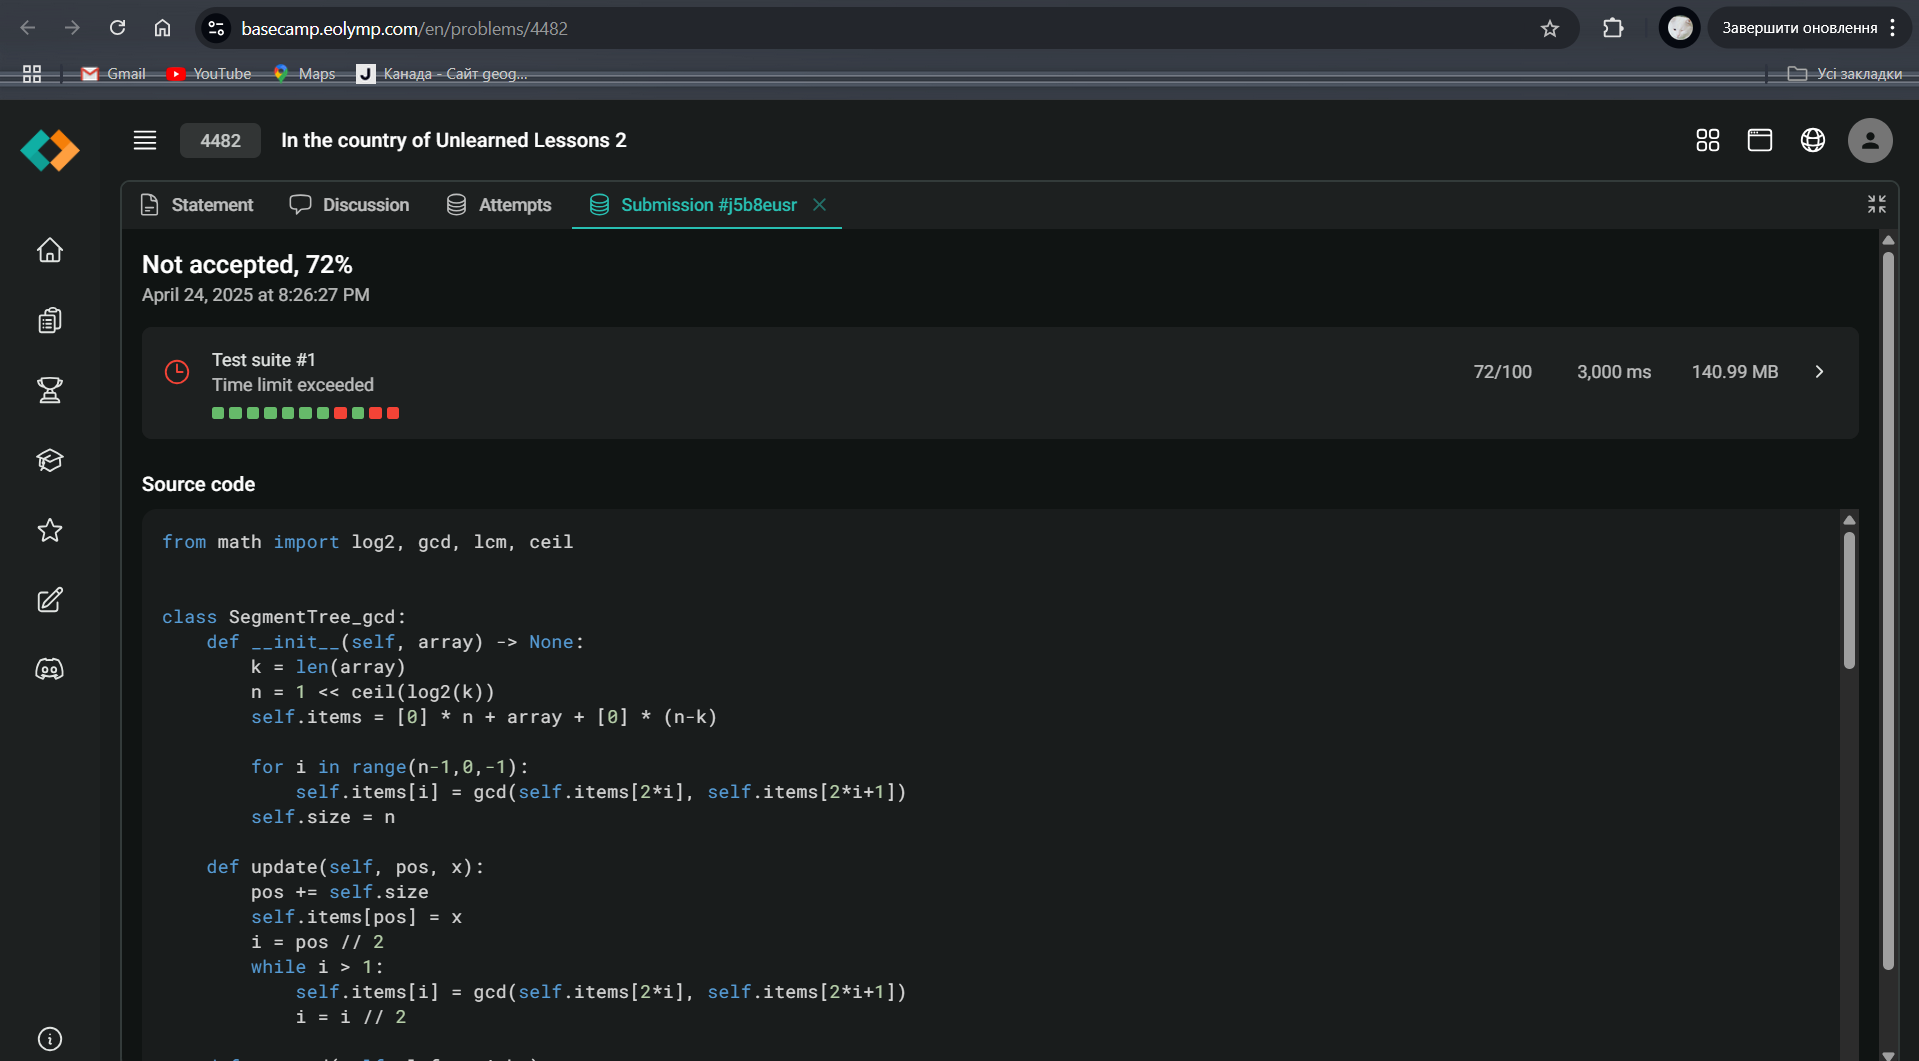 basecamp.eolymp.com/en/problems/4482
Завершити оновлення
Gmail
YouTube
Maps
Канада - Сайт geog...
Усі закладки
4482
In the country of Unlearned Lessons 2
Statement
Discussion
Attempts
Submission #j5b8eusr
Not accepted, 72%
April 24, 2025 at 8:26:27 PM
Test suite #1
Time limit exceeded
72/100
3,000 ms
140.99 MB
Source code
from math import log2, gcd, lcm, ceil
class SegmentTree_gcd:
    def __init__(self, array) -> None:
        k = len(array)
        n = 1 << ceil(log2(k))
        self.items = [0] * n + array + [0] * (n-k)
        for i in range(n-1,0,-1):
            self.items[i] = gcd(self.items[2*i], self.items[2*i+1])
        self.size = n
    def update(self, pos, x):
        pos += self.size
        self.items[pos] = x
        i = pos // 2
        while i > 1:
            self.items[i] = gcd(self.items[2*i], self.items[2*i+1])
            i = i // 2